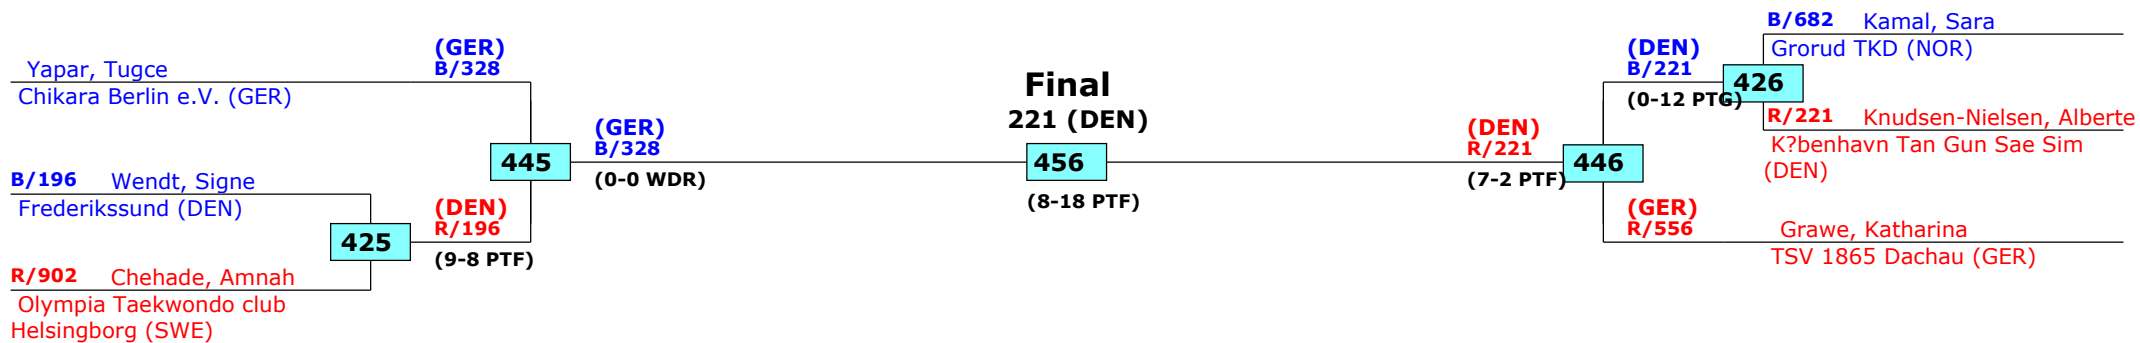 Yapar, Tugce
Chikara Berlin e.V. (GER)
(GER)
B/328
B/196 Wendt, Signe
Frederikssund (DEN)
R/902 Chehade, Amnah
Olympia Taekwondo club
Helsingborg (SWE)
425
(DEN)
R/196
(9-8 PTF)
445
(GER)
B/328
(0-0 WDR)
Final
221 (DEN)
456
(8-18 PTF)
(DEN)
R/221
(7-2 PTF)
446
(DEN)
B/221
(0-12 PTG)
426
B/682 Kamal, Sara
Grorud TKD (NOR)
R/221 Knudsen-Nielsen, Alberte
K?benhavn Tan Gun Sae Sim
(DEN)
(GER)
R/556
Grawe, Katharina
TSV 1865 Dachau (GER)